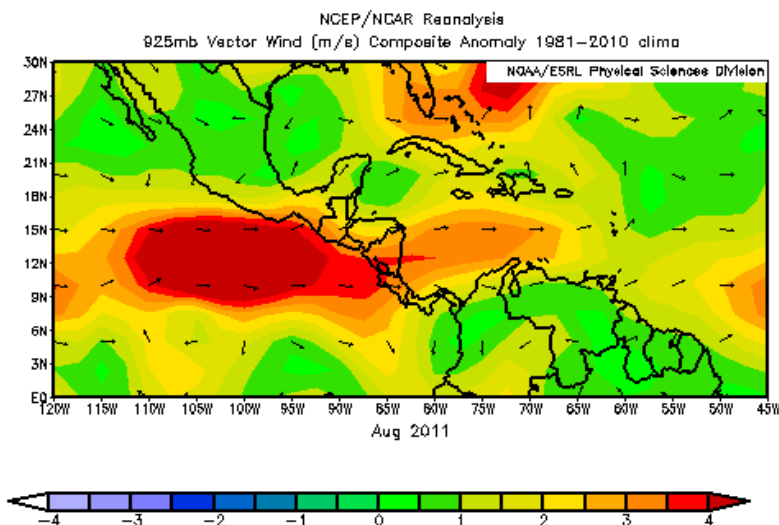 NCEP/NCAR Reanalysis
925mb Vector Wind (m/s) Composite Anomaly 1981-2010 clima
NOAA/ESRL Physical Sciences Division
30N
27N
24N
21N
18N
15N
12N
9N
6N
3N
EQ
120W 115W 110W 105W 100W 95W 90W 85W 80W 75W 70W 65W 60W 55W 50W 45W
Aug 2011
-4 -3 -2 -1 0 1 2 3 4